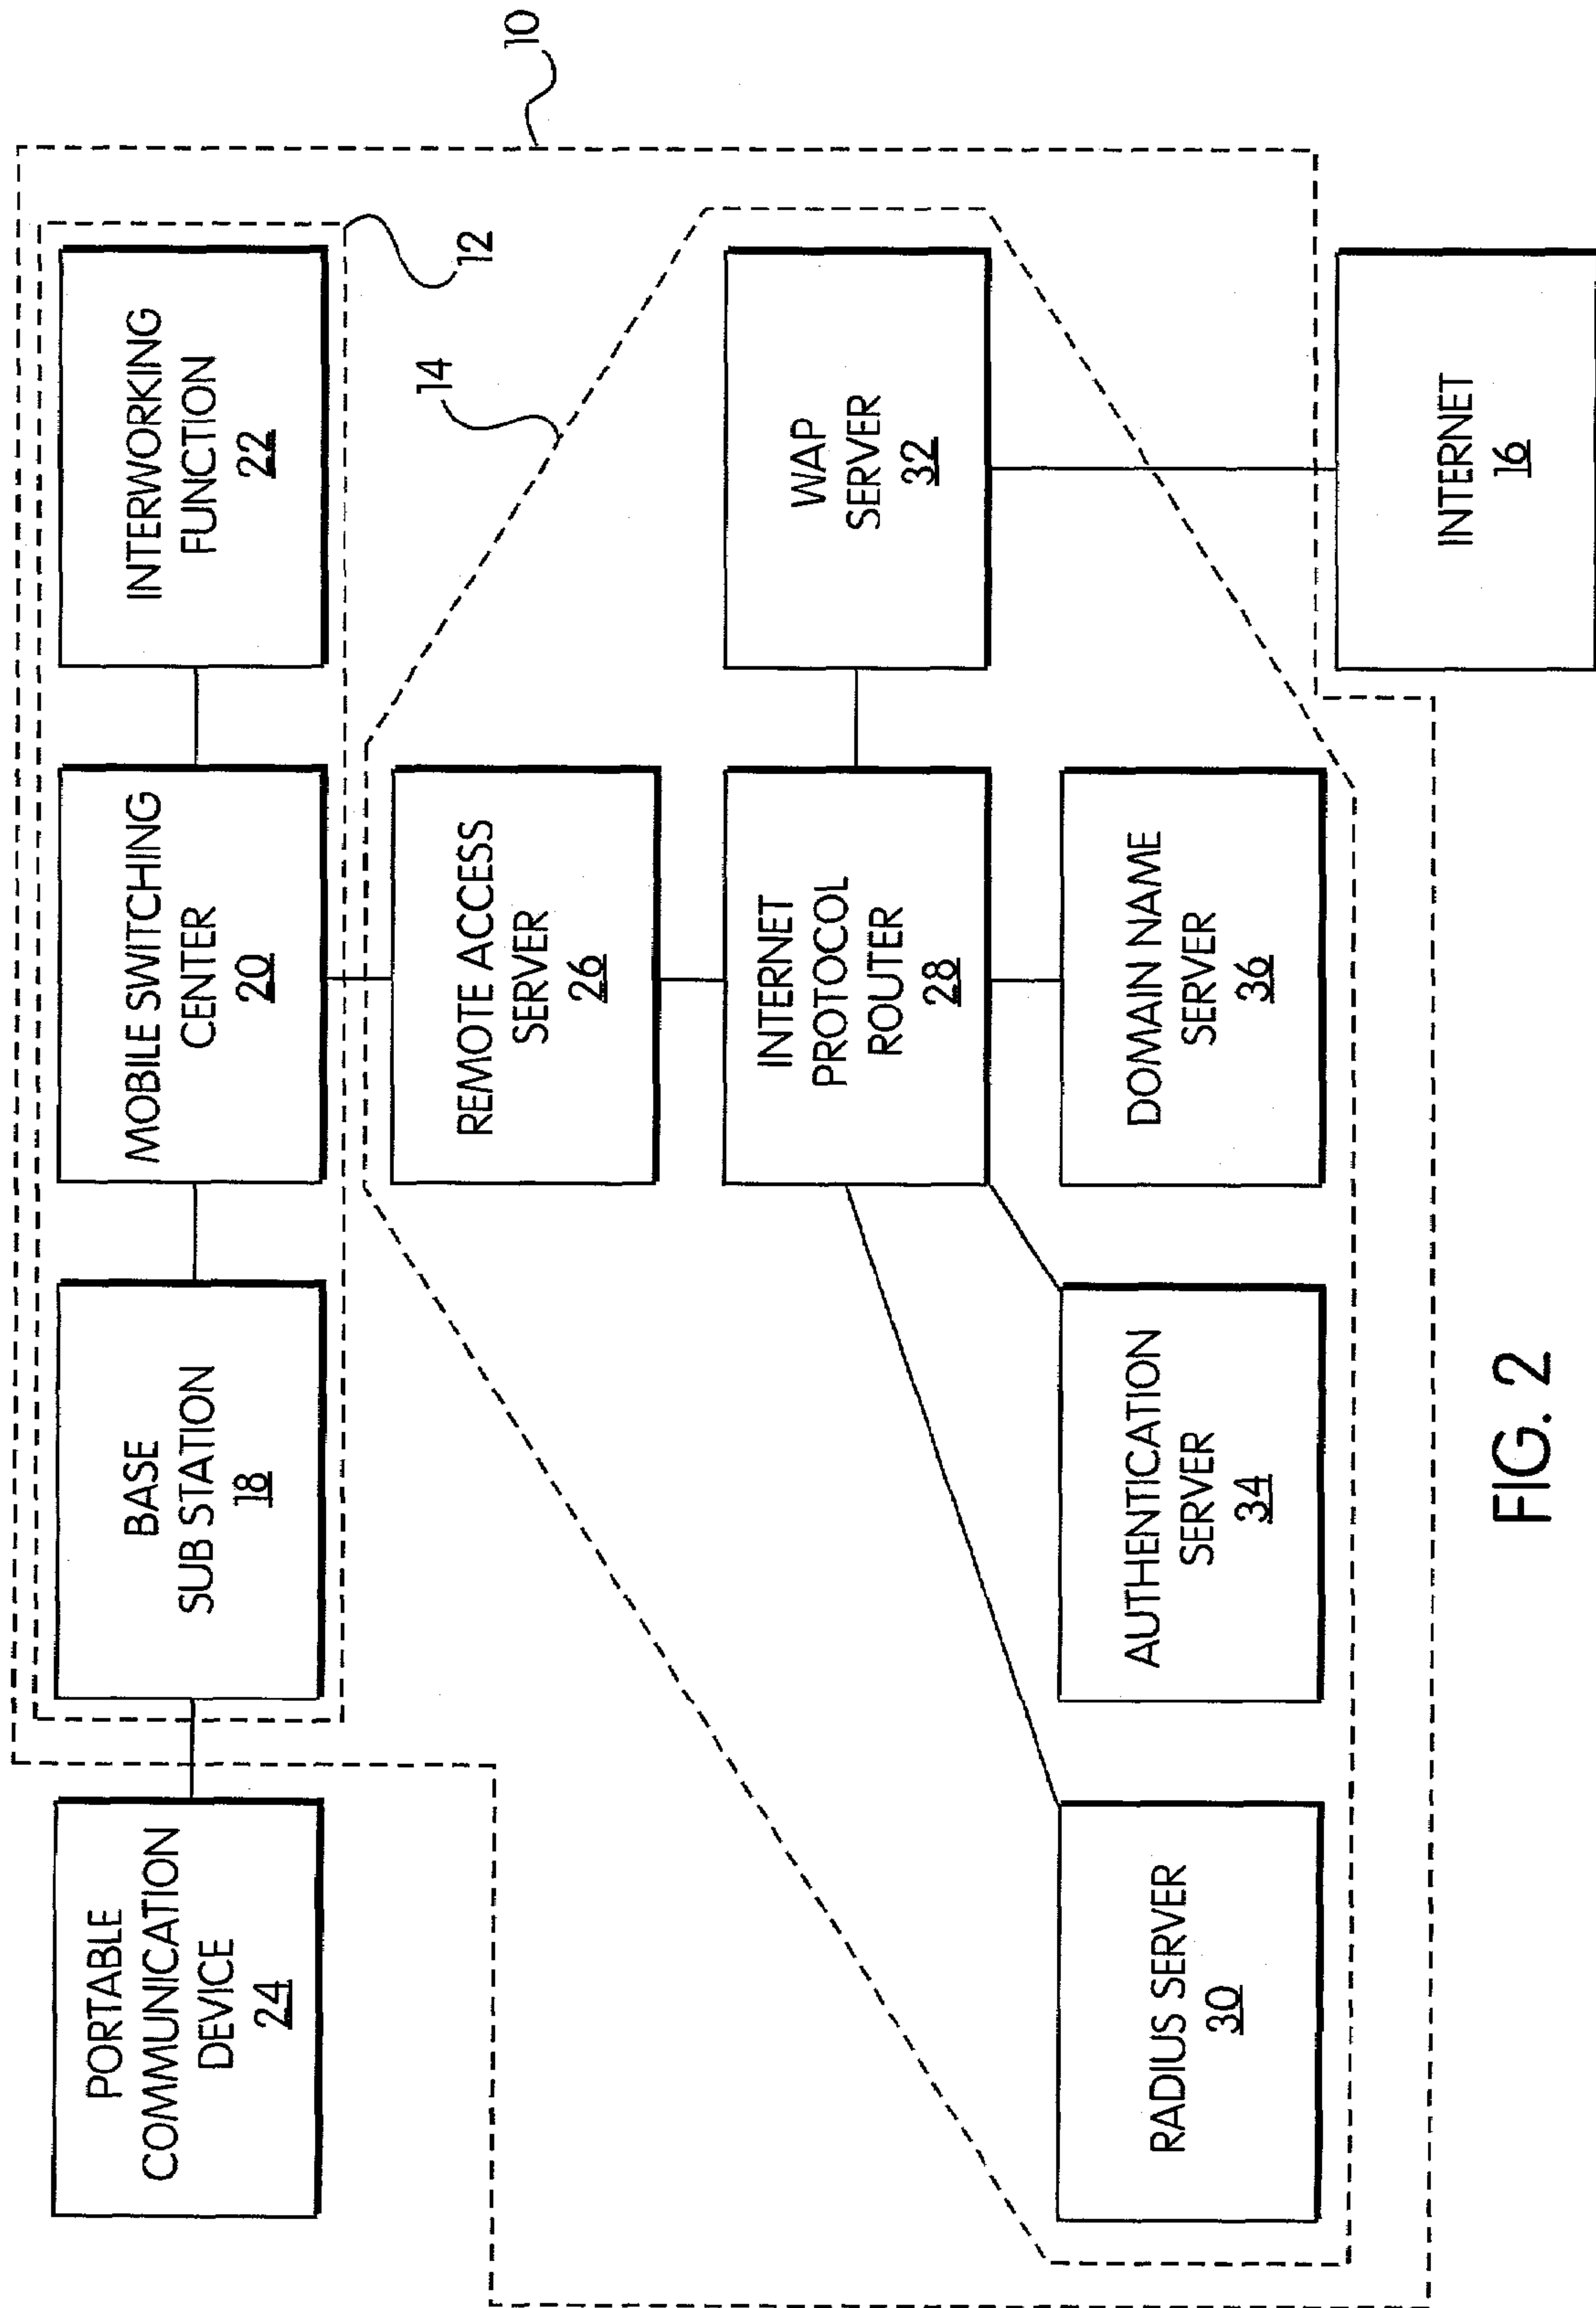 PORTABLE
COMMUNICATION
DEVICE
24
BASE
SUB STATION
18
MOBILE SWITCHING
CENTER
20
INTERWORKING
FUNCTION
22
12
10
14
REMOTE ACCESS
SERVER
26
INTERNET
PROTOCOL
ROUTER
28
WAP
SERVER
32
RADIUS SERVER
30
AUTHENTICATION
SERVER
34
DOMAIN NAME
SERVER
36
INTERNET
16
FIG. 2